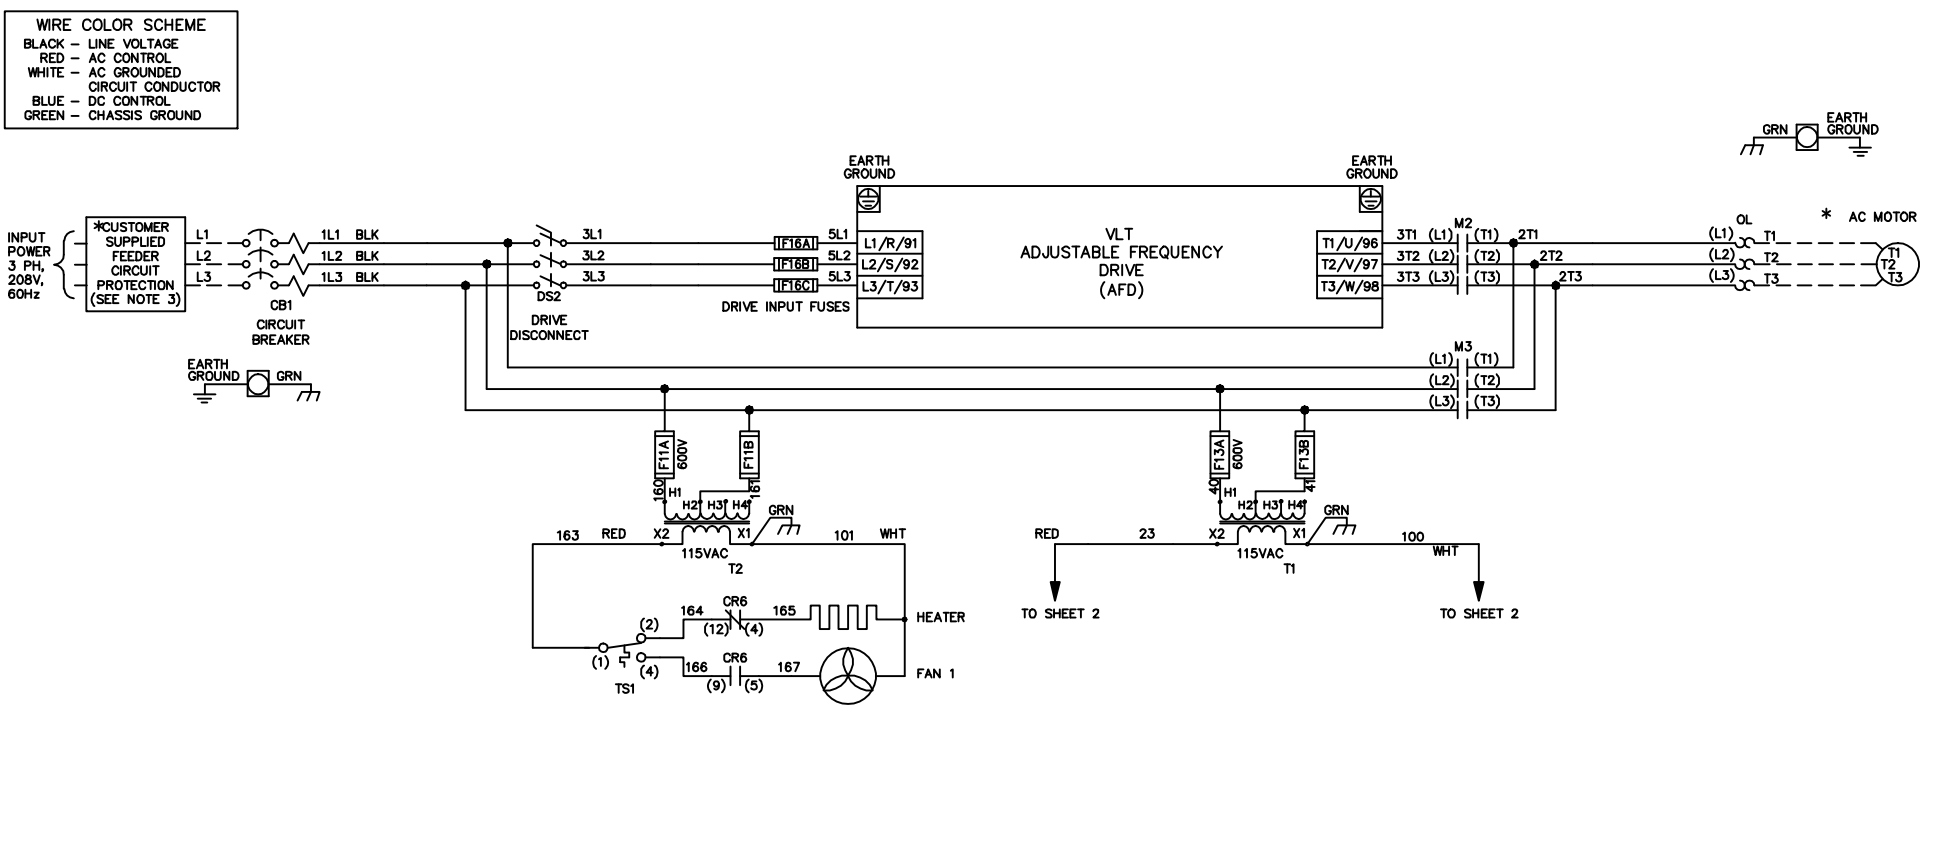 WIRE COLOR SCHEME
BLACK – LINE VOLTAGE
RED – AC CONTROL
WHITE – AC GROUNDED
CIRCUIT CONDUCTOR
BLUE – DC CONTROL
GREEN – CHASSIS GROUND
INPUT
POWER
3 PH,
208V,
60Hz
*CUSTOMER
SUPPLIED
FEEDER
CIRCUIT
PROTECTION
(SEE NOTE 3)
L1
L2
L3
CB1
CIRCUIT
BREAKER
1L1 BLK
1L2 BLK
1L3 BLK
EARTH
GROUND
GRN
DS2
DRIVE
DISCONNECT
3L1
3L2
3L3
F16A
F16B
F16C
DRIVE INPUT FUSES
5L1
5L2
5L3
EARTH
GROUND
L1/R/91
L2/S/92
L3/T/93
VLT
ADJUSTABLE FREQUENCY
DRIVE
(AFD)
EARTH
GROUND
T1/U/96
T2/V/97
T3/W/98
M2
3T1 (L1) (T1) 2T1
3T2 (L2) (T2) 2T2
3T3 (L3) (T3) 2T3
M3
(L1) (T1)
(L2) (T2)
(L3) (T3)
GRN
EARTH
GROUND
OL
* AC MOTOR
(L1) T1
(L2) T2
(L3) T3
T1
T2
T3
F11A
600V
F11B
160
161
H1
H2 H3 H4
GRN
163 RED X2 X1 101 WHT
115VAC
T2
F13A
600V
F13B
40
41
H1
H2 H3 H4
GRN
RED 23 X2 X1 100
WHT
115VAC
T1
TO SHEET 2
TO SHEET 2
CR6
164 165
(12) (4)
HEATER
(2)
(1)
(4)
TS1
CR6
166 167
(9) (5)
FAN 1